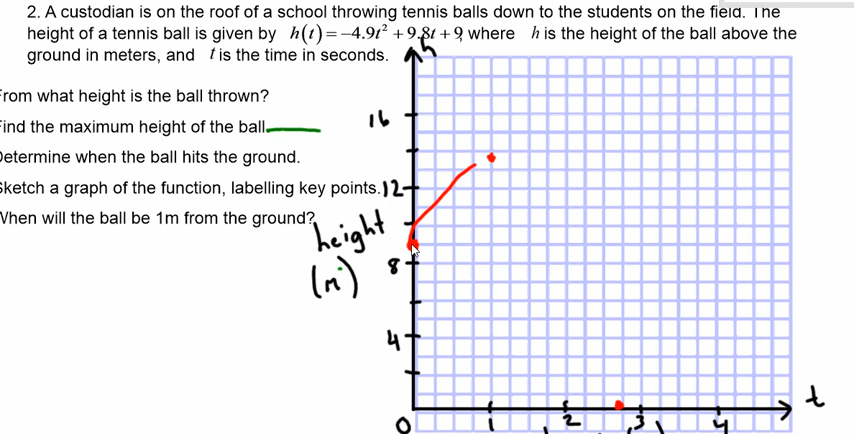 2. A custodian is on the roof of a school throwing tennis balls down to the students on the field. The
height of a tennis ball is given by h(t) = −4.9t² + 9.8t + 9, where h is the height of the ball above the
ground in meters, and t is the time in seconds.
h
From what height is the ball thrown?
Find the maximum height of the ball.
16
Determine when the ball hits the ground.
Sketch a graph of the function, labelling key points.
12
When will the ball be 1m from the ground?
height
(m)
8
4
t
0 1 2 3 4